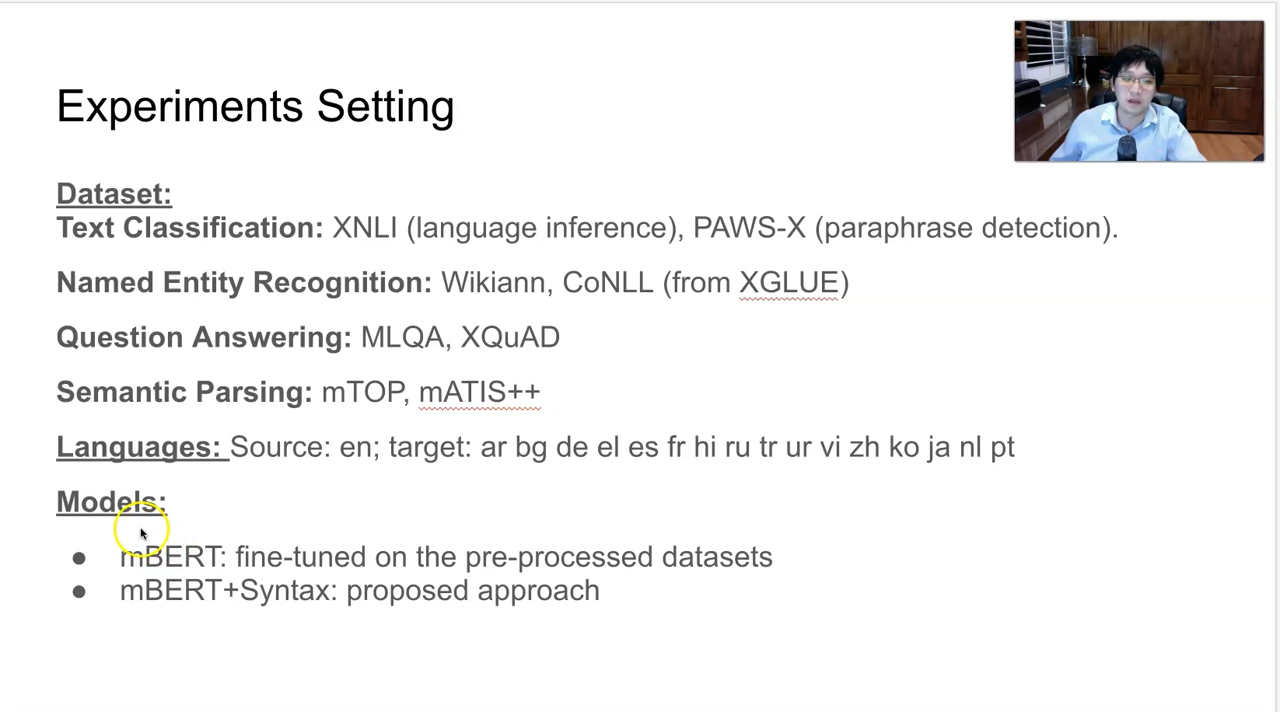 Experiments Setting
Dataset:
Text Classification: XNLI (language inference), PAWS-X (paraphrase detection).
Named Entity Recognition: Wikiann, CoNLL (from XGLUE)
Question Answering: MLQA, XQuAD
Semantic Parsing: mTOP, mATIS++
Languages: Source: en; target: ar bg de el es fr hi ru tr ur vi zh ko ja nl pt
Models:
● mBERT: fine-tuned on the pre-processed datasets
● mBERT+Syntax: proposed approach